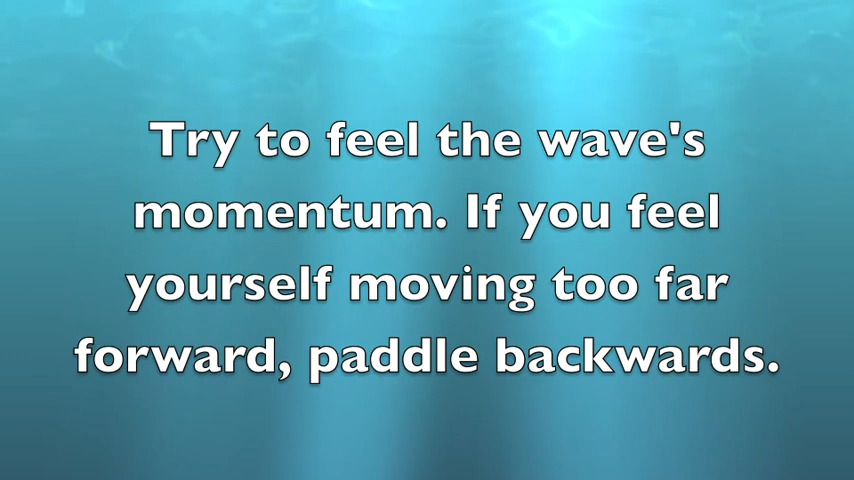 Try to feel the wave's
momentum. If you feel
yourself moving too far
forward, paddle backwards.